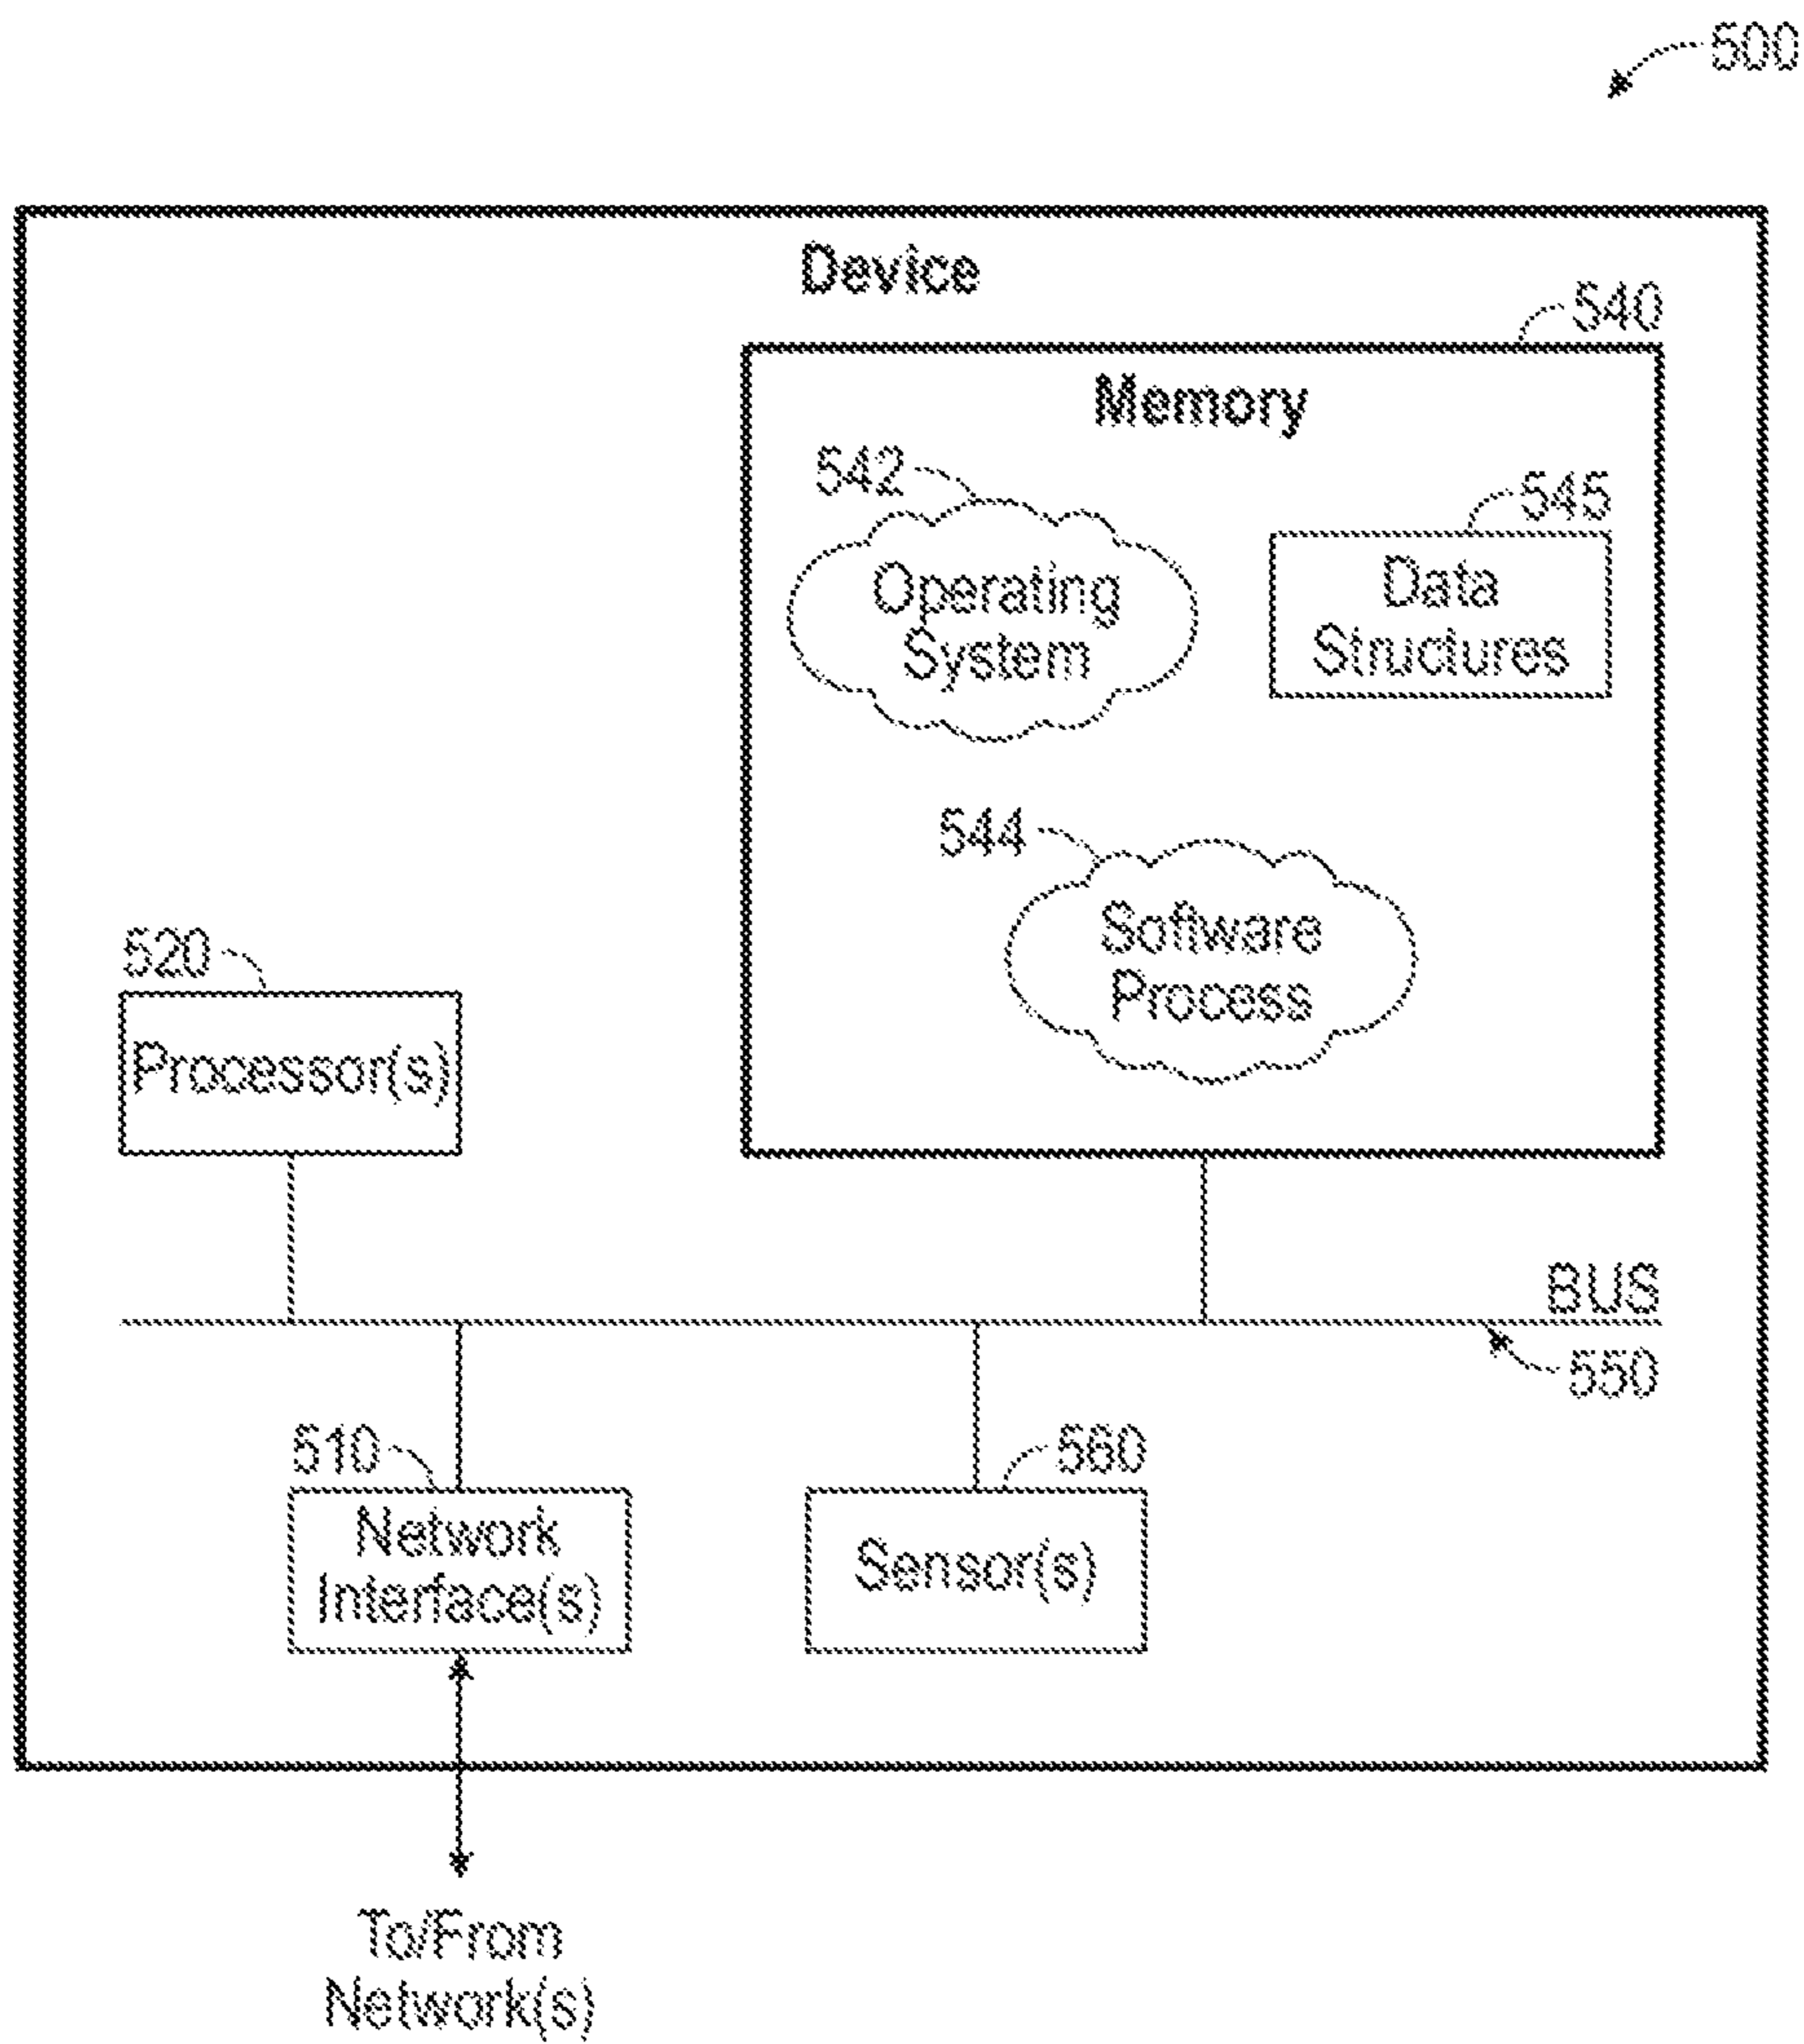 500
Device
540
Memory
542
545
Operating
System
Data
Structures
544
Software
Process
520
Processor(s)
BUS
550
510
560
Network
Interface(s)
Sensor(s)
To/From
Network(s)